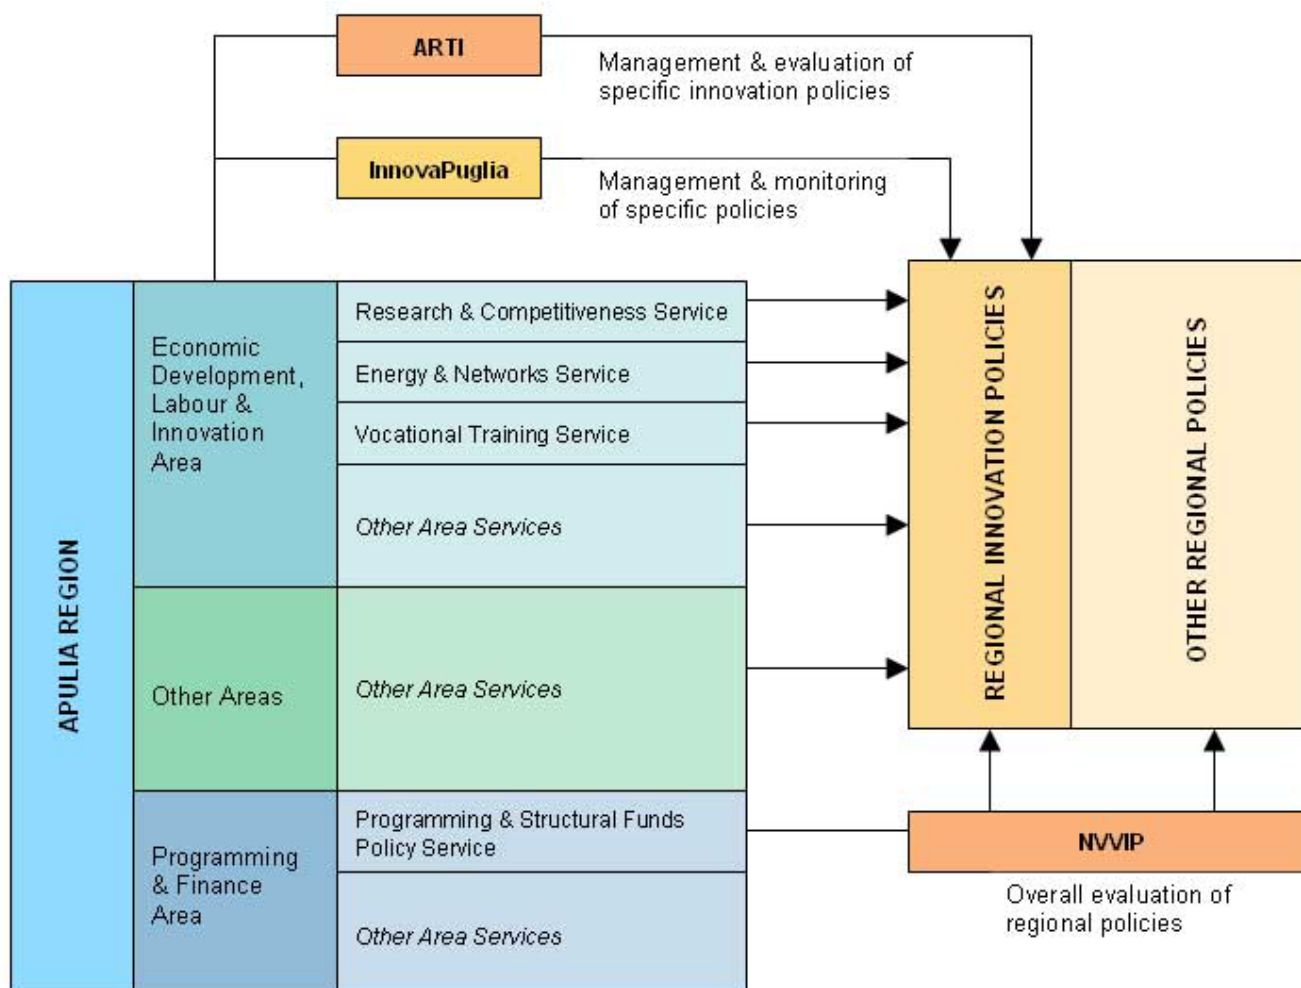 ARTI
Management & evaluation of
specific innovation policies
InnovaPuglia
Management & monitoring
of specific policies
APULIA REGION
Economic
Development,
Labour &
Innovation
Area
Research & Competitiveness Service
Energy & Networks Service
Vocational Training Service
Other Area Services
Other Areas
Other Area Services
Programming
& Finance
Area
Programming & Structural Funds
Policy Service
Other Area Services
REGIONAL INNOVATION POLICIES
OTHER REGIONAL POLICIES
NVVIP
Overall evaluation of
regional policies